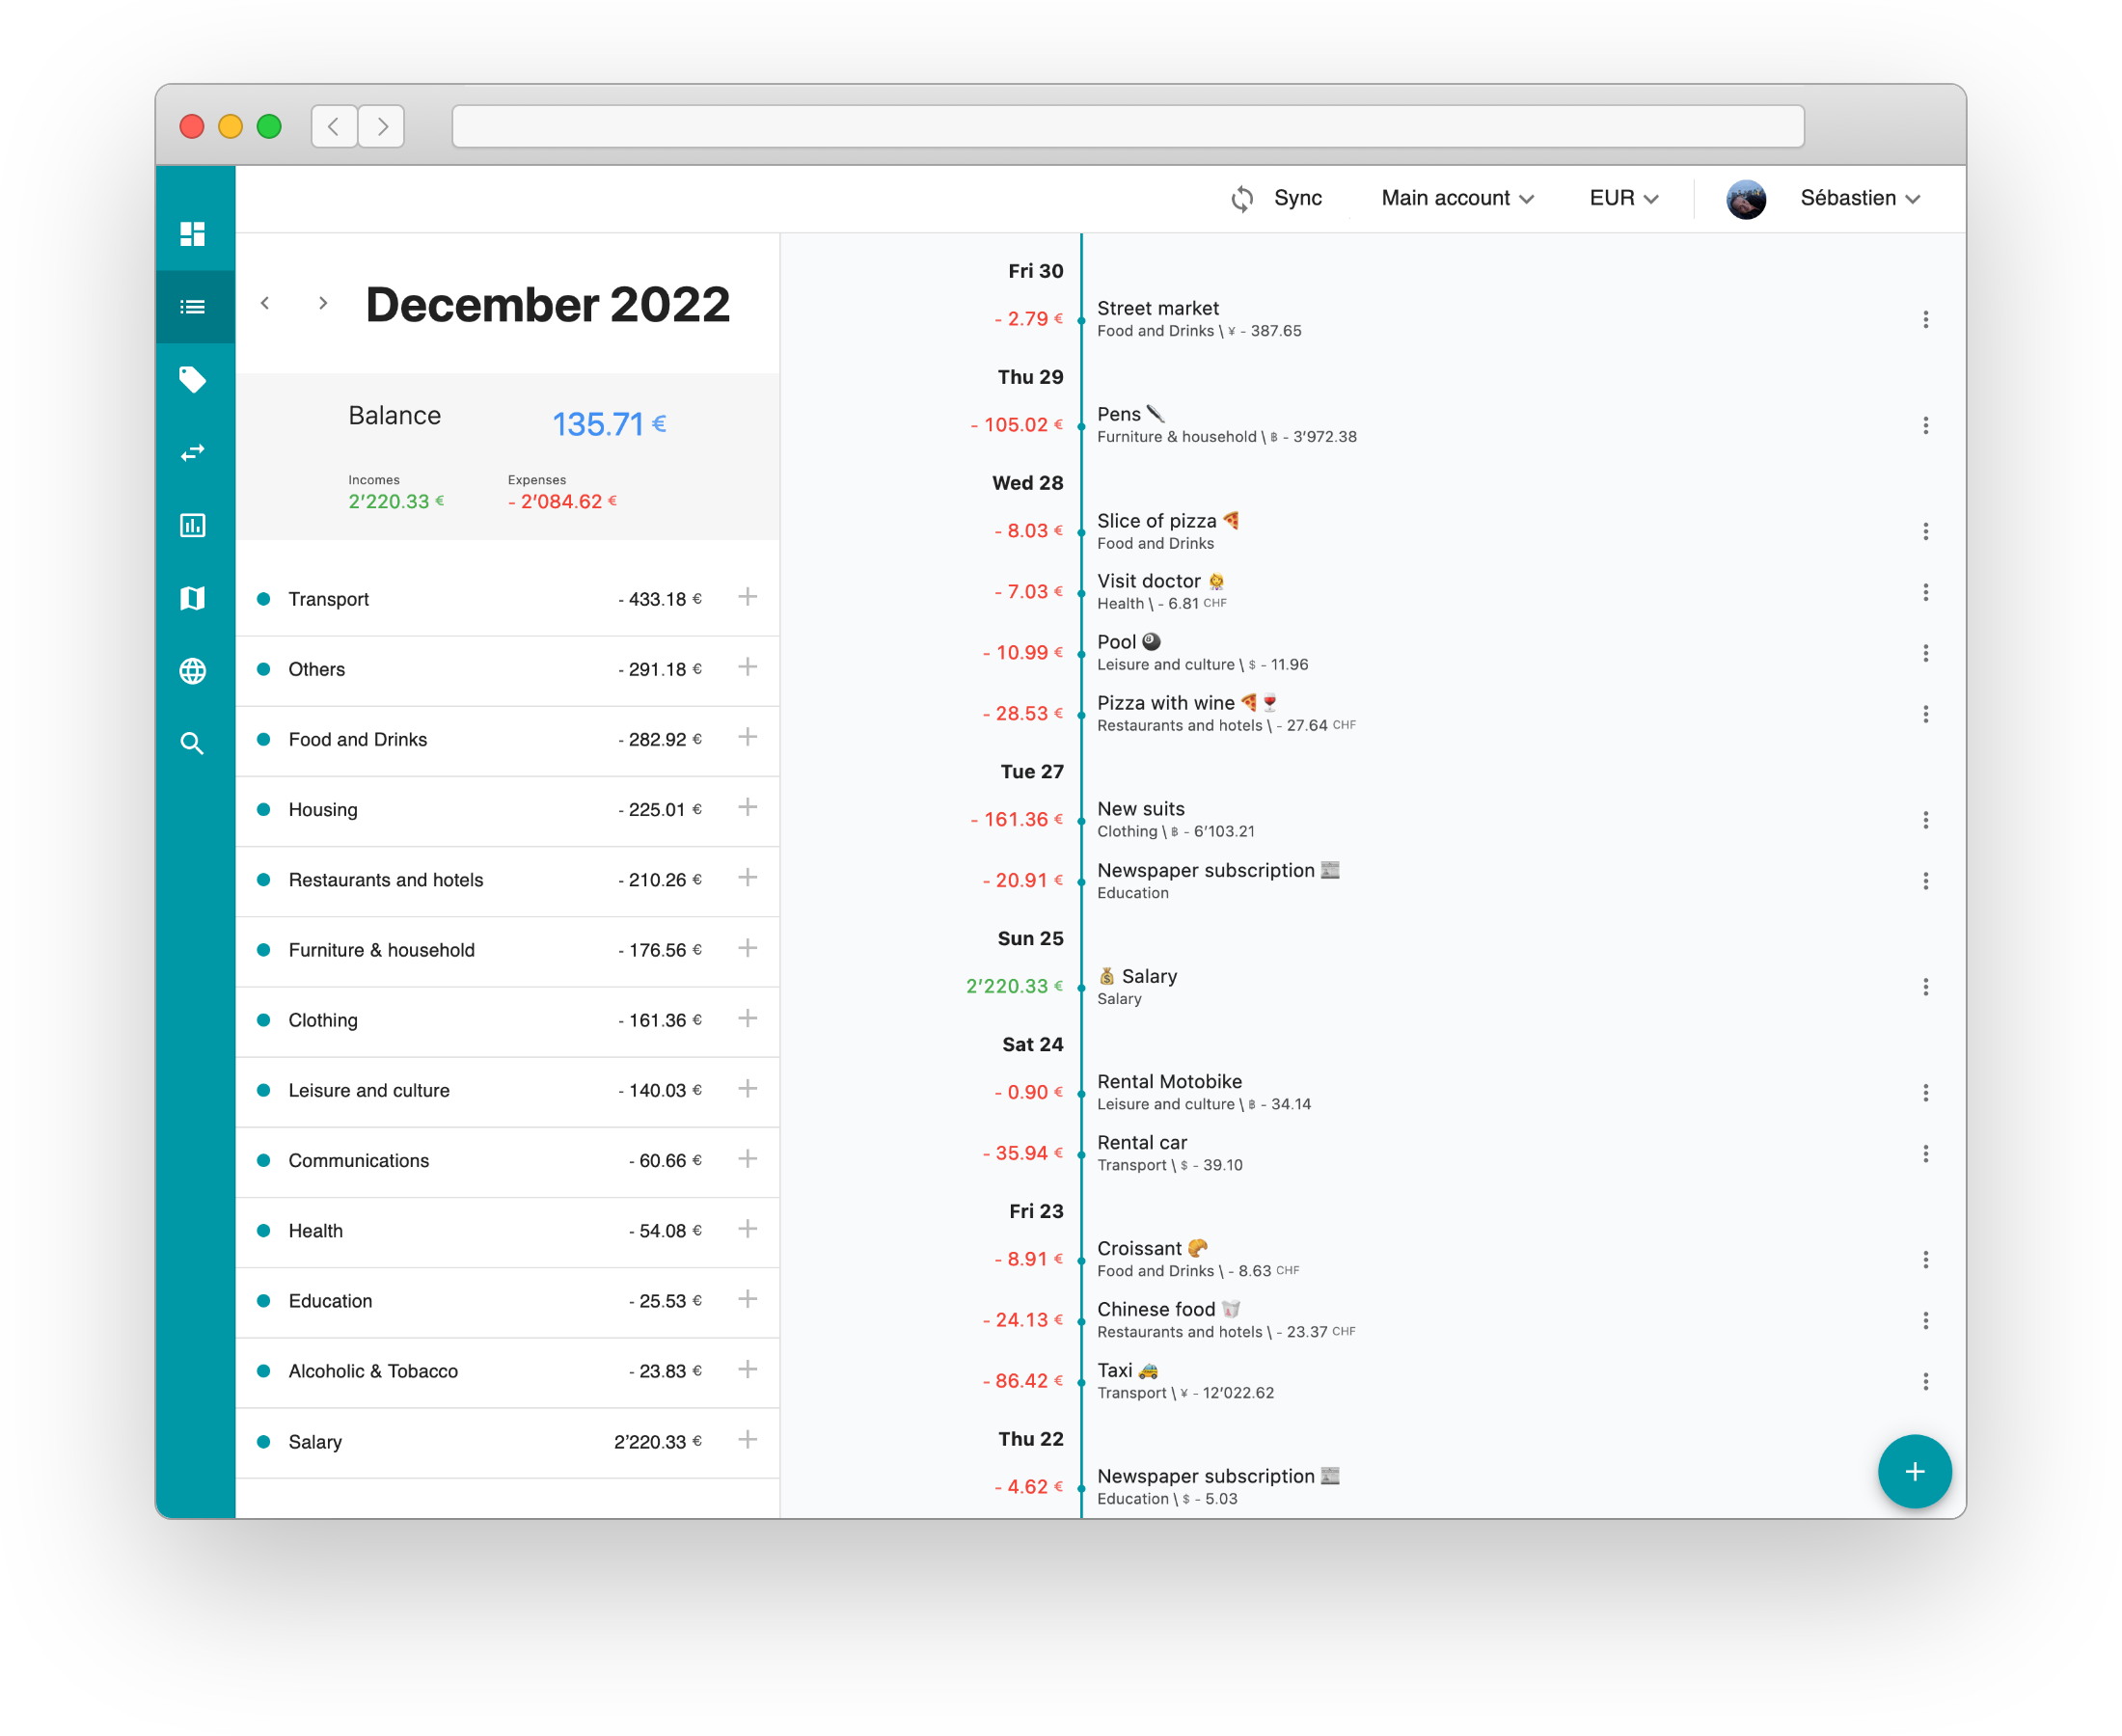 Sync Main account EUR Sébastien
December 2022
Balance 135.71 €
Incomes Expenses
2’220.33 € - 2’084.62 €
Transport - 433.18 €
Others - 291.18 €
Food and Drinks - 282.92 €
Housing - 225.01 €
Restaurants and hotels - 210.26 €
Furniture & household - 176.56 €
Clothing - 161.36 €
Leisure and culture - 140.03 €
Communications - 60.66 €
Health - 54.08 €
Education - 25.53 €
Alcoholic & Tobacco - 23.83 €
Salary 2’220.33 €
Fri 30
- 2.79 € Street market
Food and Drinks \ ¥ - 387.65
Thu 29
- 105.02 € Pens
Furniture & household \ ฿ - 3’972.38
Wed 28
- 8.03 € Slice of pizza 🍕
Food and Drinks
- 7.03 € Visit doctor
Health \ - 6.81 CHF
- 10.99 € Pool 🎱
Leisure and culture \ $ - 11.96
- 28.53 € Pizza with wine 🍕🍷
Restaurants and hotels \ - 27.64 CHF
Tue 27
- 161.36 € New suits
Clothing \ ฿ - 6’103.21
- 20.91 € Newspaper subscription 📰
Education
Sun 25
2’220.33 € 💰 Salary
Salary
Sat 24
- 0.90 € Rental Motobike
Leisure and culture \ ฿ - 34.14
- 35.94 € Rental car
Transport \ $ - 39.10
Fri 23
- 8.91 € Croissant 🥐
Food and Drinks \ - 8.63 CHF
- 24.13 € Chinese food 🥡
Restaurants and hotels \ - 23.37 CHF
- 86.42 € Taxi 🚕
Transport \ ¥ - 12’022.62
Thu 22
- 4.62 € Newspaper subscription 📰
Education \ $ - 5.03